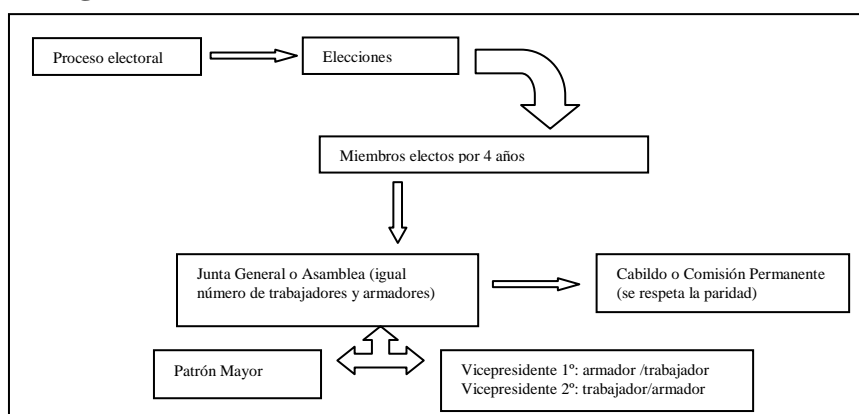 Proceso electoral
Elecciones
Miembros electos por 4 años
Junta General o Asamblea (igual
número de trabajadores y armadores)
Cabildo o Comisión Permanente
(se respeta la paridad)
Patrón Mayor
Vicepresidente 1º: armador /trabajador
Vicepresidente 2º: trabajador/armador